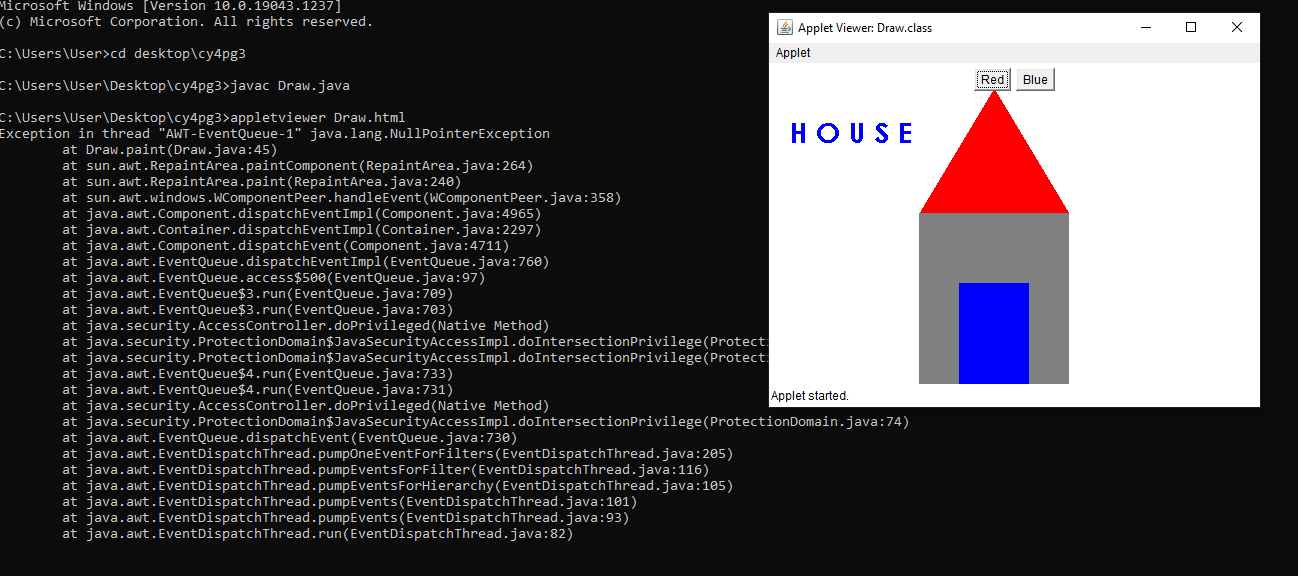 Microsoft Windows [Version 10.0.19043.1237]
(c) Microsoft Corporation. All rights reserved.
C:\Users\User>cd desktop\cy4pg3
C:\Users\User\Desktop\cy4pg3>javac Draw.java
C:\Users\User\Desktop\cy4pg3>appletviewer Draw.html
Exception in thread "AWT-EventQueue-1" java.lang.NullPointerException
at Draw.paint(Draw.java:45)
at sun.awt.RepaintArea.paintComponent(RepaintArea.java:264)
at sun.awt.RepaintArea.paint(RepaintArea.java:240)
at sun.awt.windows.WComponentPeer.handleEvent(WComponentPeer.java:358)
at java.awt.Component.dispatchEventImpl(Component.java:4965)
at java.awt.Container.dispatchEventImpl(Container.java:2297)
at java.awt.Component.dispatchEvent(Component.java:4711)
at java.awt.EventQueue.dispatchEventImpl(EventQueue.java:760)
at java.awt.EventQueue.access$500(EventQueue.java:97)
at java.awt.EventQueue$3.run(EventQueue.java:709)
at java.awt.EventQueue$3.run(EventQueue.java:703)
at java.security.AccessController.doPrivileged(Native Method)
at java.security.ProtectionDomain$JavaSecurityAccessImpl.doIntersectionPrivilege(Protecti
at java.security.ProtectionDomain$JavaSecurityAccessImpl.doIntersectionPrivilege(Protecti
at java.awt.EventQueue$4.run(EventQueue.java:733)
at java.awt.EventQueue$4.run(EventQueue.java:731)
at java.security.AccessController.doPrivileged(Native Method)
at java.security.ProtectionDomain$JavaSecurityAccessImpl.doIntersectionPrivilege(ProtectionDomain.java:74)
at java.awt.EventQueue.dispatchEvent(EventQueue.java:730)
at java.awt.EventDispatchThread.pumpOneEventForFilters(EventDispatchThread.java:205)
at java.awt.EventDispatchThread.pumpEventsForFilter(EventDispatchThread.java:116)
at java.awt.EventDispatchThread.pumpEventsForHierarchy(EventDispatchThread.java:105)
at java.awt.EventDispatchThread.pumpEvents(EventDispatchThread.java:101)
at java.awt.EventDispatchThread.pumpEvents(EventDispatchThread.java:93)
at java.awt.EventDispatchThread.run(EventDispatchThread.java:82)
Applet Viewer: Draw.class
Applet
Red Blue
H O U S E
Applet started.